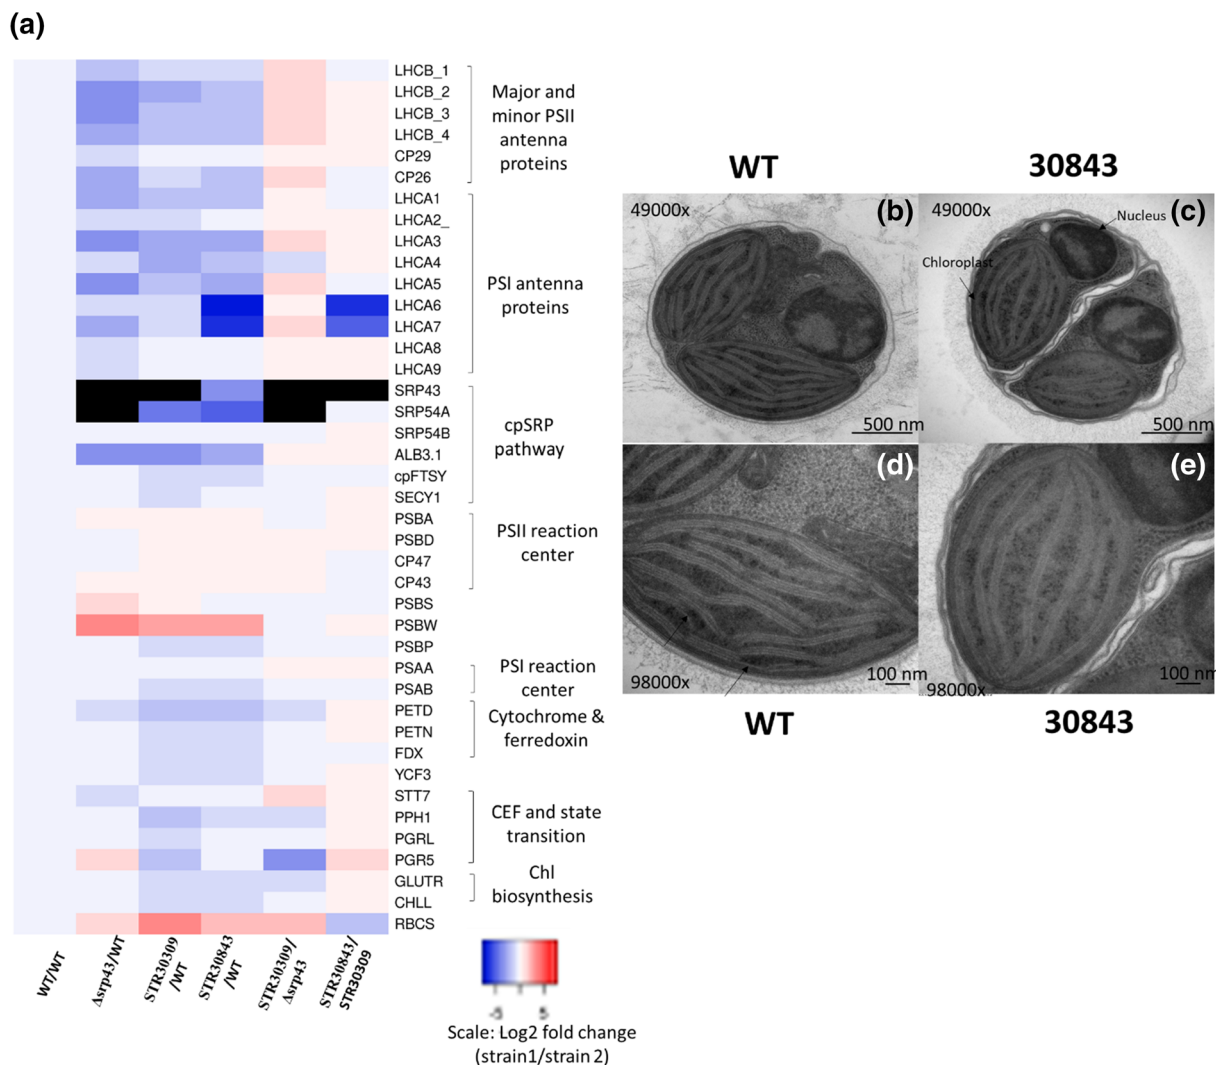 (a)
LHCB_1
LHCB_2
LHCB_3
LHCB_4
CP29
CP26
LHCA1
LHCA2_
LHCA3
LHCA4
LHCA5
LHCA6
LHCA7
LHCA8
LHCA9
SRP43
SRP54A
SRP54B
ALB3.1
cpFTSY
SECY1
PSBA
PSBD
CP47
CP43
PSBS
PSBW
PSBP
PSAA
PSAB
PETD
PETN
FDX
YCF3
STT7
PPH1
PGRL
PGR5
GLUTR
CHLL
RBCS
Major and
minor PSII
antenna
proteins
PSI antenna
proteins
cpSRP
pathway
PSII reaction
center
PSI reaction
center
Cytochrome &
ferredoxin
CEF and state
transition
Chl
biosynthesis
WT/WT
Δsrp43/WT
STR30309
/WT
STR30843
/WT
STR30309/
Δsrp43
STR30843/
STR30309
-5
5
Scale: Log2 fold change
(strain1/strain 2)
WT
30843
49000x
(b)
500 nm
49000x
(c)
Nucleus
Chloroplast
500 nm
(d)
98000x
100 nm
(e)
98000x
100 nm
WT
30843